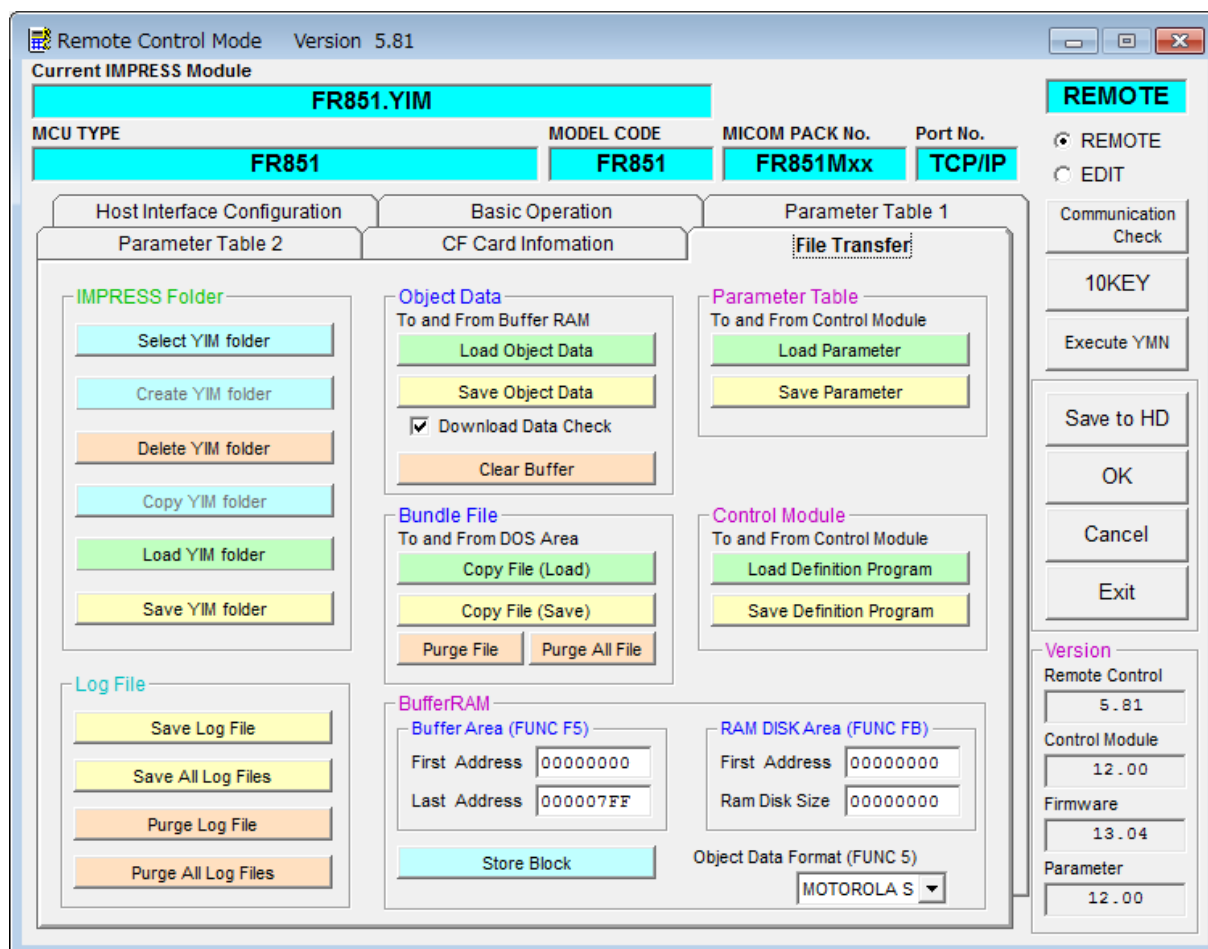 Remote Control Mode Version 5.81
Current IMPRESS Module
FR851.YIM
REMOTE
MCU TYPE
MODEL CODE
MICOM PACK No.
Port No.
FR851
FR851
FR851Mxx
TCP/IP
REMOTE
EDIT
Host Interface Configuration
Basic Operation
Parameter Table 1
Parameter Table 2
CF Card Infomation
File Transfer
IMPRESS Folder
Select YIM folder
Create YIM folder
Delete YIM folder
Copy YIM folder
Load YIM folder
Save YIM folder
Log File
Save Log File
Save All Log Files
Purge Log File
Purge All Log Files
Object Data
To and From Buffer RAM
Load Object Data
Save Object Data
Download Data Check
Clear Buffer
Bundle File
To and From DOS Area
Copy File (Load)
Copy File (Save)
Purge File
Purge All File
Parameter Table
To and From Control Module
Load Parameter
Save Parameter
Control Module
To and From Control Module
Load Definition Program
Save Definition Program
BufferRAM
Buffer Area (FUNC F5)
First Address 00000000
Last Address 000007FF
RAM DISK Area (FUNC FB)
First Address 00000000
Ram Disk Size 00000000
Store Block
Object Data Format (FUNC 5)
MOTOROLA S
Communication
Check
10KEY
Execute YMN
Save to HD
OK
Cancel
Exit
Version
Remote Control
5.81
Control Module
12.00
Firmware
13.04
Parameter
12.00